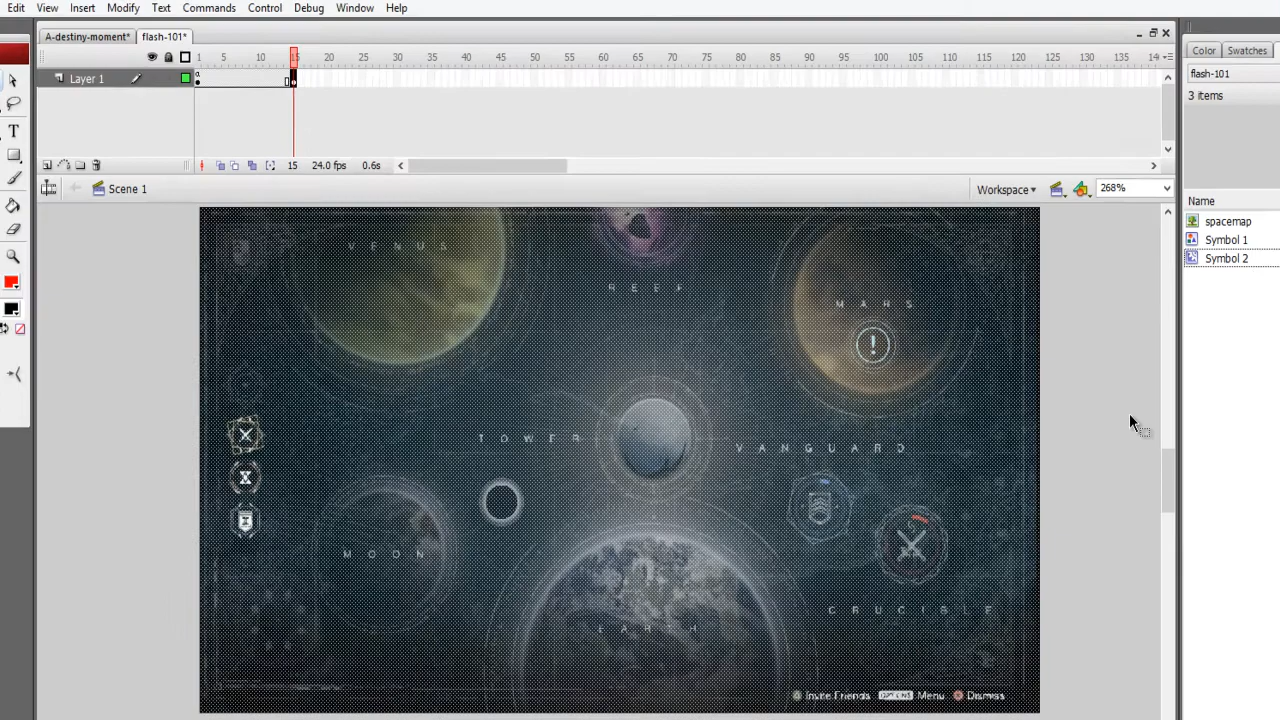 Edit View Insert Modify Text Commands Control Debug Window Help
A-destiny-moment* flash-101*
1 5 10 15 20 25 30 35 40 45 50 55 60 65 70 75 80 85 90 95 100 105 110 115 120 125 130 135 14
Layer 1
15 24.0 fps 0.6s
Scene 1
Workspace 268%
Color Swatches
flash-101
3 items
Name
spacemap
Symbol 1
Symbol 2
VENUS
REEF
MARS
!
TOWER
VANGUARD
MOON
CRUCIBLE
EARTH
Invite Friends OPTIONS Menu Dismiss